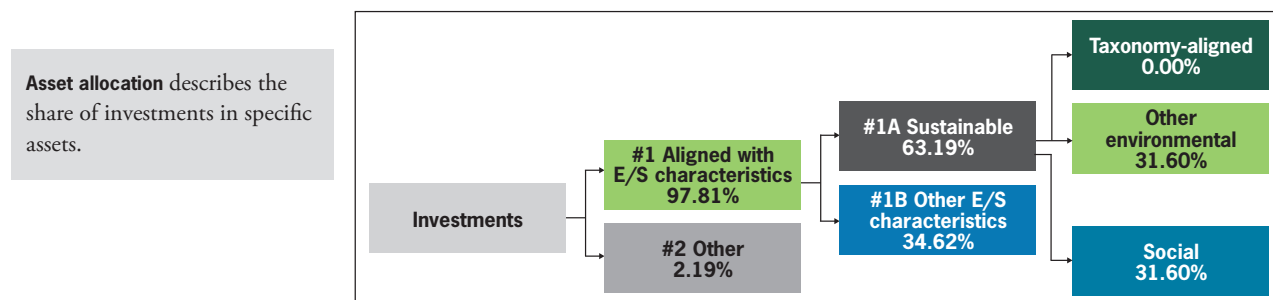 Asset allocation describes the
share of investments in specific
assets.
Investments
#1 Aligned with
E/S characteristics
97.81%
#2 Other
2.19%
#1A Sustainable
63.19%
#1B Other E/S
characteristics
34.62%
Taxonomy-aligned
0.00%
Other
environmental
31.60%
Social
31.60%